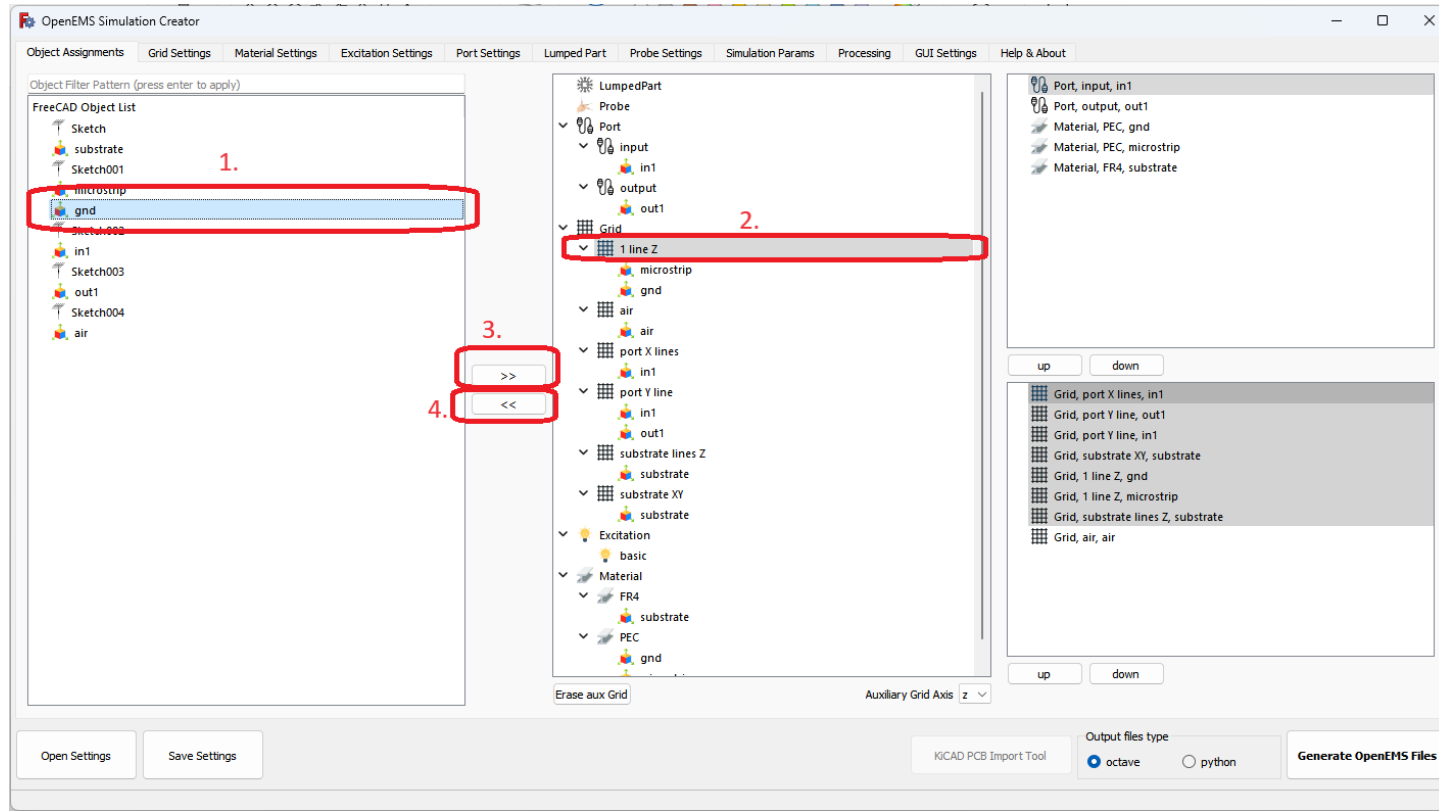 OpenEMS Simulation Creator
Object Assignments Grid Settings Material Settings Excitation Settings Port Settings Lumped Part Probe Settings Simulation Params Processing GUI Settings Help & About
Object Filter Pattern (press enter to apply)
FreeCAD Object List
Sketch
substrate
Sketch001
1.
microstrip
gnd
Sketch002
in1
Sketch003
out1
Sketch004
air
3.
>>
4.
<<
LumpedPart
Probe
Port
input
in1
output
out1
2.
Grid
1 line Z
microstrip
gnd
air
air
port X lines
in1
port Y line
in1
out1
substrate lines Z
substrate
substrate XY
substrate
Excitation
basic
Material
FR4
substrate
PEC
gnd
Erase aux Grid Auxiliary Grid Axis z
Port, input, in1
Port, output, out1
Material, PEC, gnd
Material, PEC, microstrip
Material, FR4, substrate
up down
Grid, port X lines, in1
Grid, port Y line, out1
Grid, port Y line, in1
Grid, substrate XY, substrate
Grid, 1 line Z, gnd
Grid, 1 line Z, microstrip
Grid, substrate lines Z, substrate
Grid, air, air
up down
Open Settings Save Settings KiCAD PCB Import Tool
Output files type
octave python
Generate OpenEMS Files